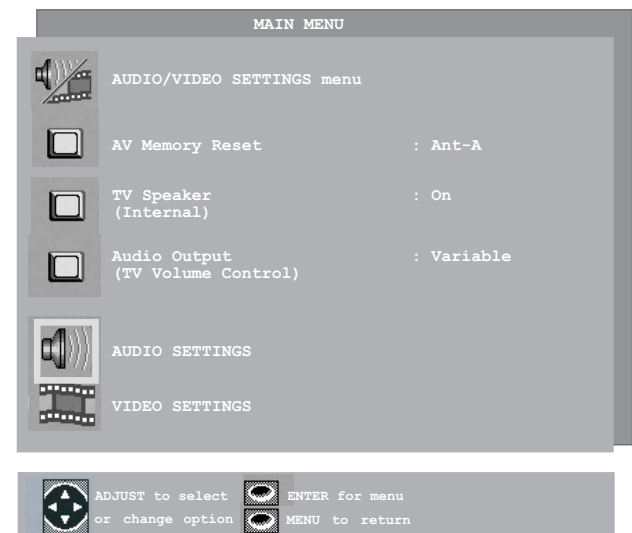 MAIN MENU
AUDIO/VIDEO SETTINGS menu
AV Memory Reset : Ant-A
TV Speaker : On
(Internal)
Audio Output : Variable
(TV Volume Control)
AUDIO SETTINGS
VIDEO SETTINGS
ADJUST to select ENTER for menu
or change option MENU to return